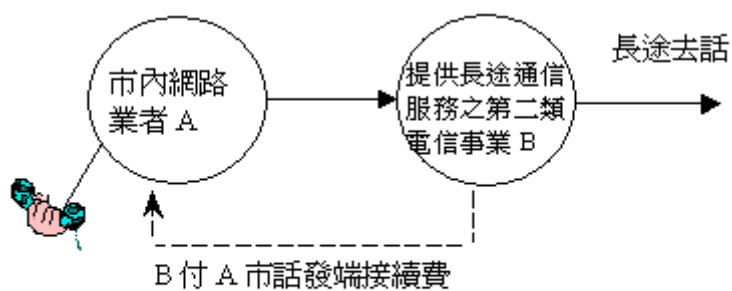 市內網路
業者 A
提供長途通信
服務之第二類
電信事業 B
長途去話
B 付 A 市話發端接續費